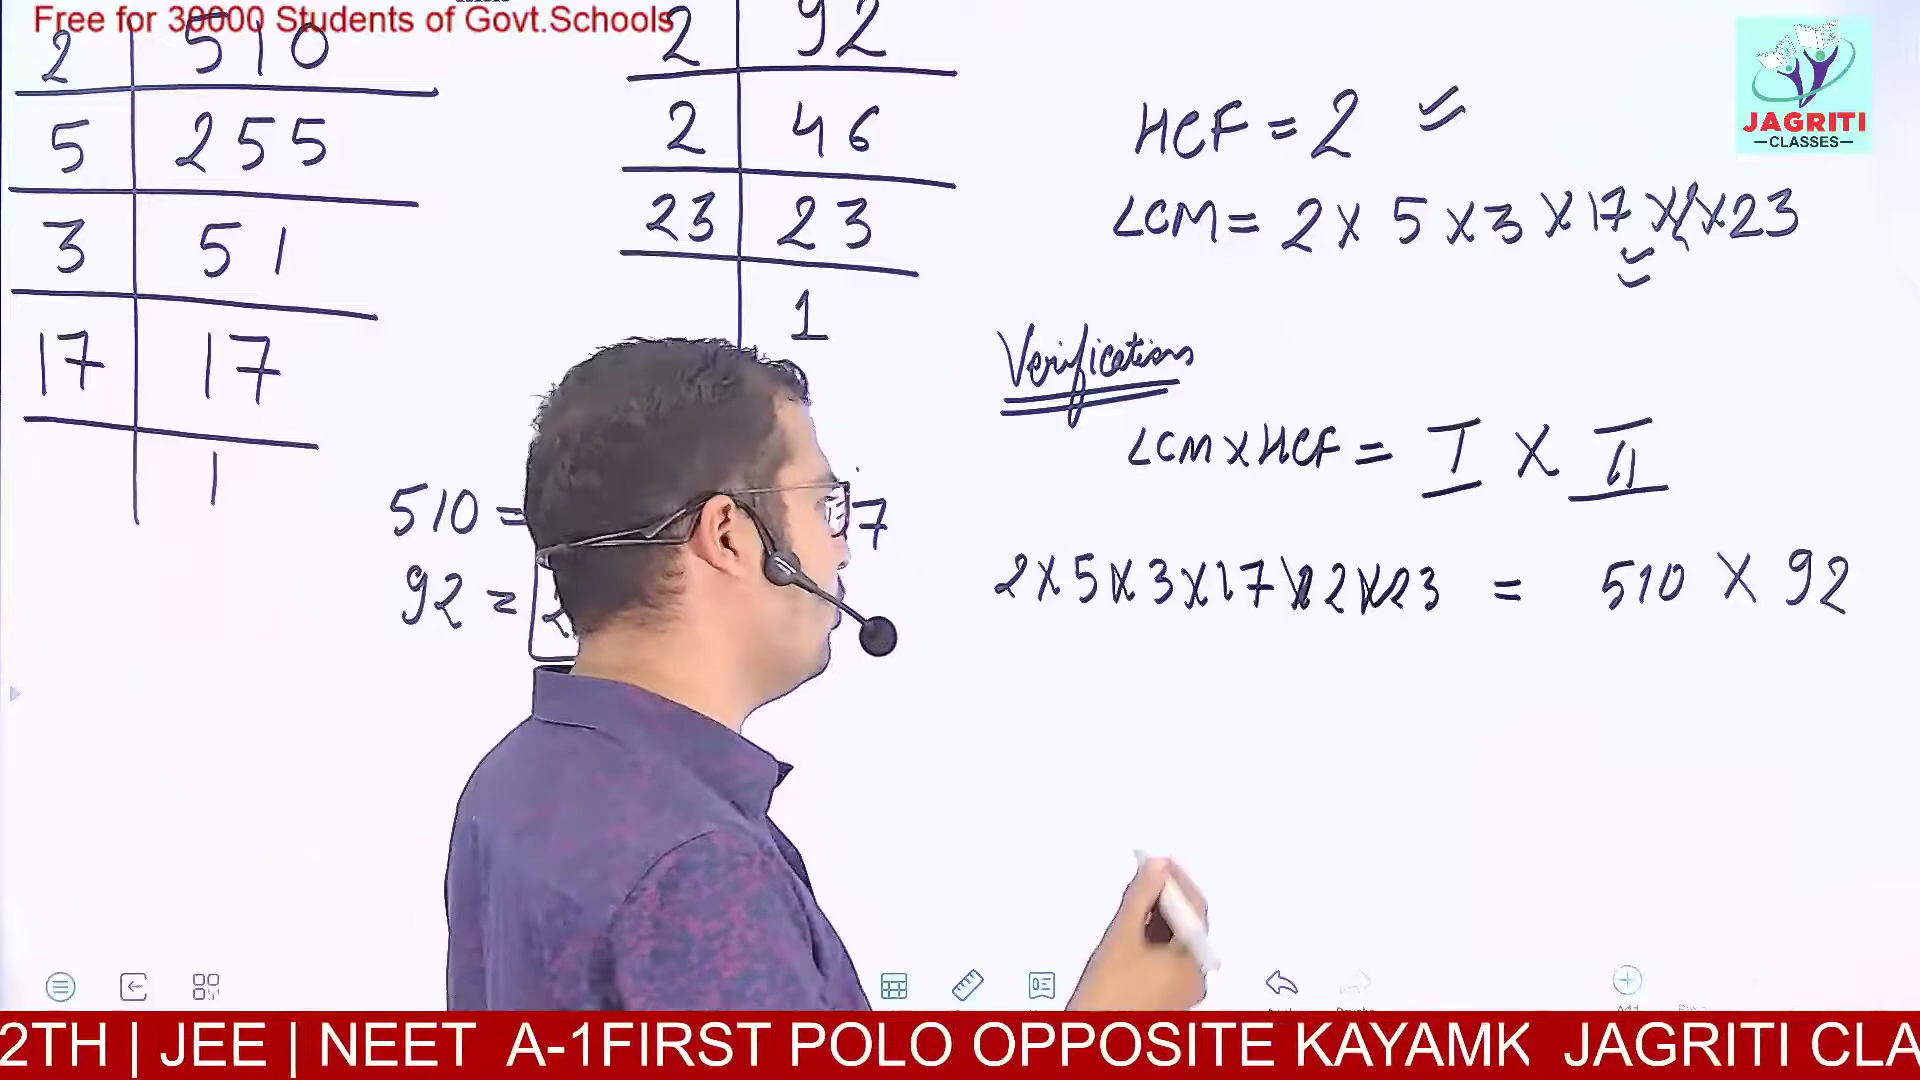 Free for 30000 Students of Govt.Schools
2 510
5 255
3 51
17 17
1
2 92
2 46
23 23
1
HCF = 2
LCM = 2 × 5 × 3 × 17 × 2 × 23
Verification
LCM × HCF = I × II
2 × 5 × 3 × 17 × 2 × 23 = 510 × 92
510 = 7
92 = 2
JAGRITI
CLASSES
2TH | JEE | NEET A-1FIRST POLO OPPOSITE KAYAMK JAGRITI CLA